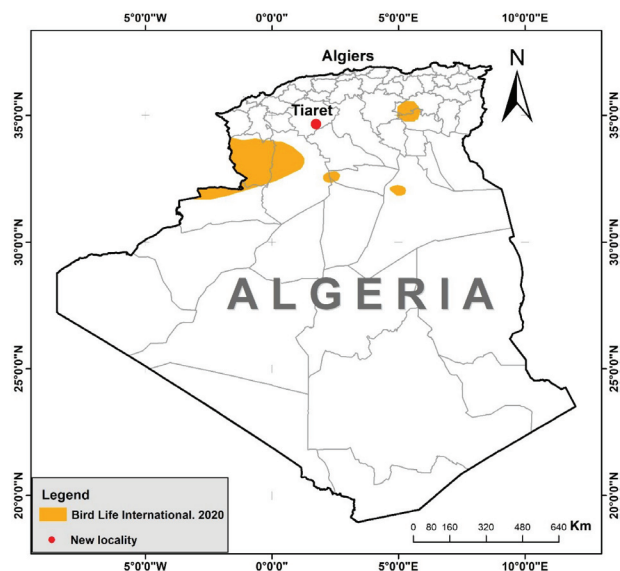 5°0'0"W 0°0'0"E 5°0'0"E 10°0'0"E
Algiers
N
35°0'0"N 35°0'0"N
Tiaret
30°0'0"N 30°0'0"N
ALGERIA
25°0'0"N 25°0'0"N
20°0'0"N 20°0'0"N
Legend
Bird Life International. 2020
New locality
0 80 160 320 480 640 Km
5°0'0"W 0°0'0"E 5°0'0"E 10°0'0"E